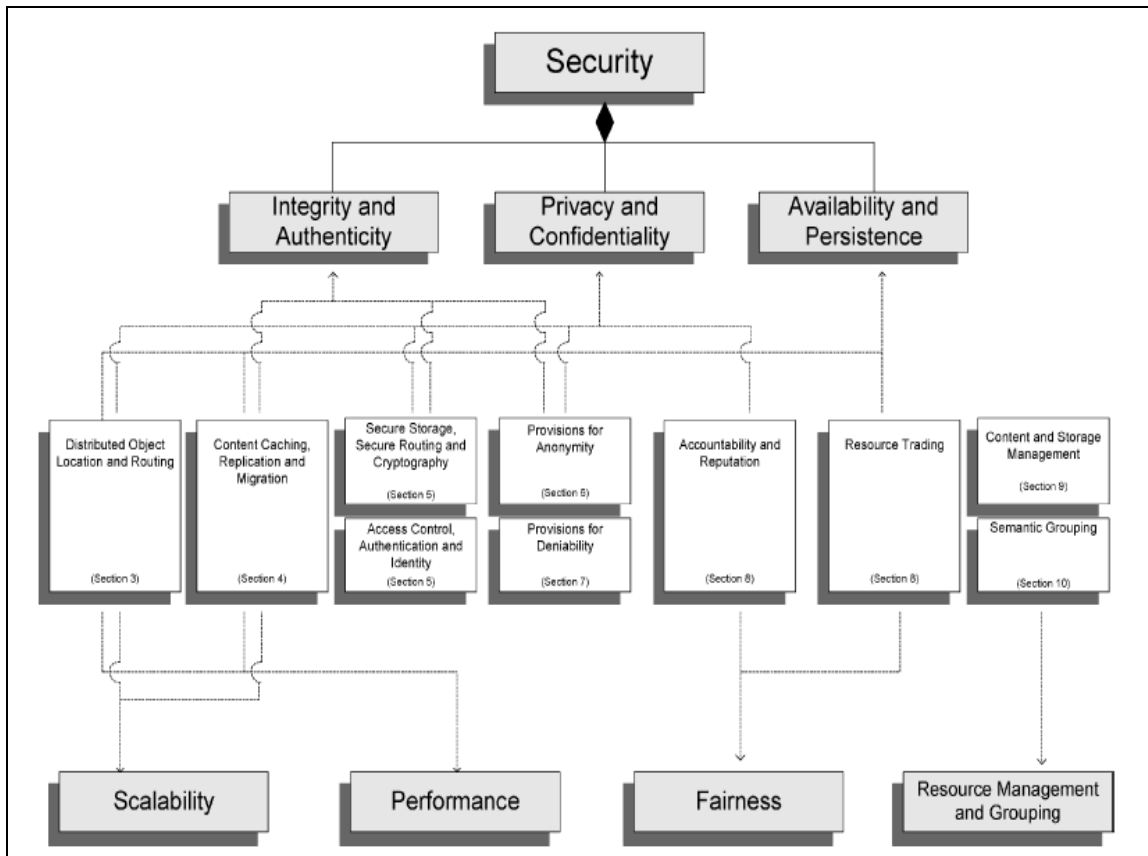 Security
Integrity and
Authenticity
Privacy and
Confidentiality
Availability and
Persistence
Distributed Object
Location and Routing
(Section 3)
Content Caching,
Replication and
Migration
(Section 4)
Secure Storage,
Secure Routing and
Cryptography
(Section 5)
Access Control,
Authentication and
Identity
(Section 5)
Provisions for
Anonymity
(Section 6)
Provisions for
Deniability
(Section 7)
Accountability and
Reputation
(Section 8)
Resource Trading
(Section 8)
Content and Storage
Management
(Section 9)
Semantic Grouping
(Section 10)
Scalability
Performance
Fairness
Resource Management
and Grouping